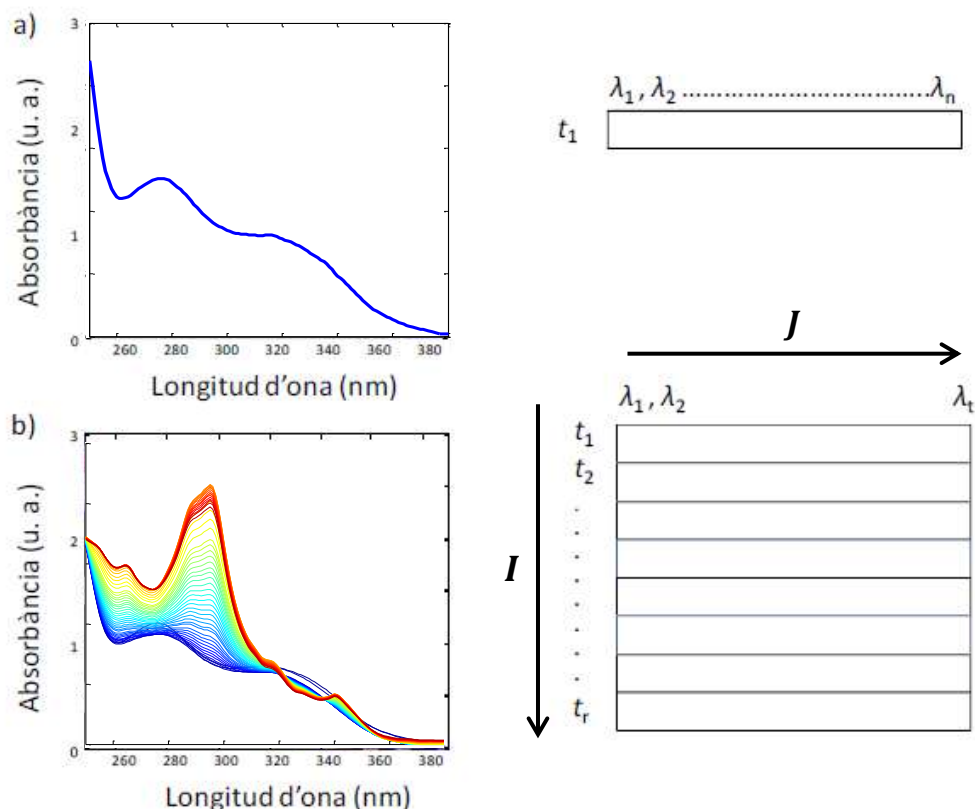 a)
3
2
1
0
Absorbància (u. a.)
260 280 300 320 340 360 380
Longitud d'ona (nm)
λ1 , λ2 ......................................λn
t1
b)
3
2
1
0
Absorbància (u. a.)
260 280 300 320 340 360 380
Longitud d'ona (nm)
J
I
λ1 , λ2 λt
t1
t2
.
.
.
.
.
.
.
.
.
tr